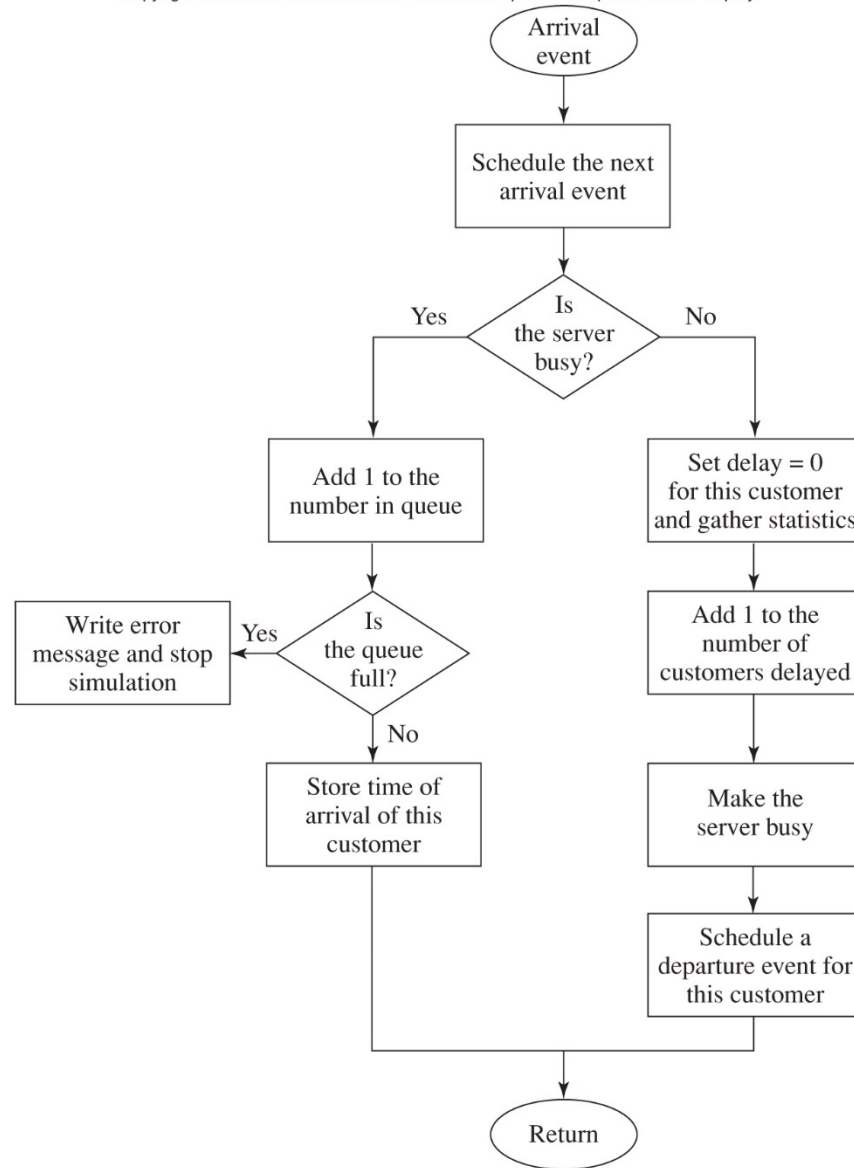 Arrival
event
Schedule the next
arrival event
Is
the server
busy?
Yes
No
Add 1 to the
number in queue
Is
the queue
full?
Yes
Write error
message and stop
simulation
No
Store time of
arrival of this
customer
Set delay = 0
for this customer
and gather statistics
Add 1 to the
number of
customers delayed
Make the
server busy
Schedule a
departure event for
this customer
Return